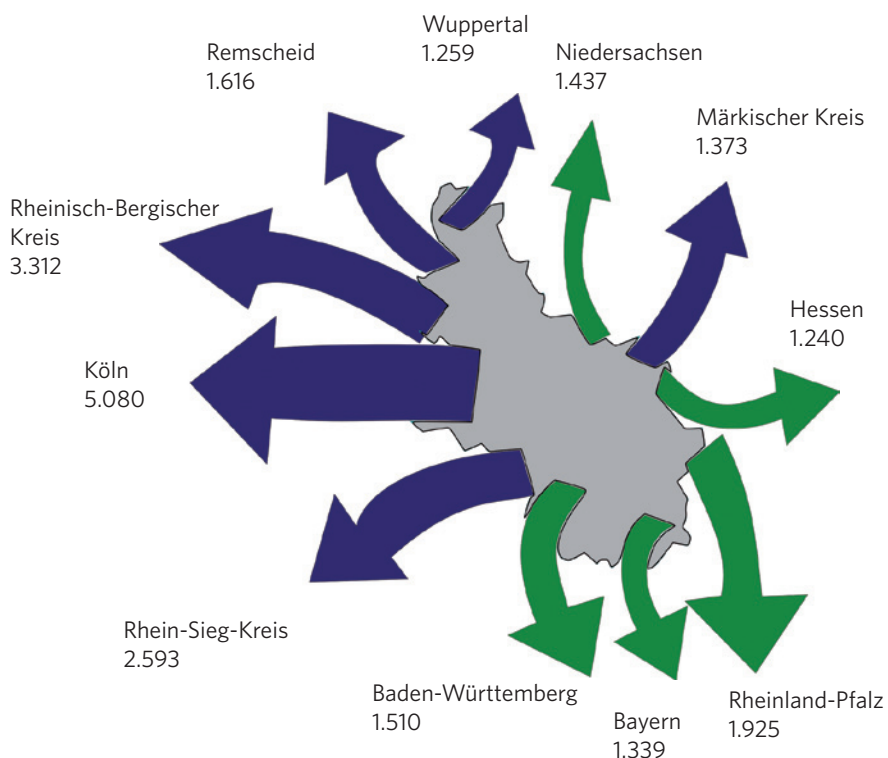 Wuppertal
1.259
Remscheid
1.616
Niedersachsen
1.437
Märkischer Kreis
1.373
Rheinisch-Bergischer
Kreis
3.312
Hessen
1.240
Köln
5.080
Rhein-Sieg-Kreis
2.593
Baden-Württemberg
1.510
Bayern
1.339
Rheinland-Pfalz
1.925